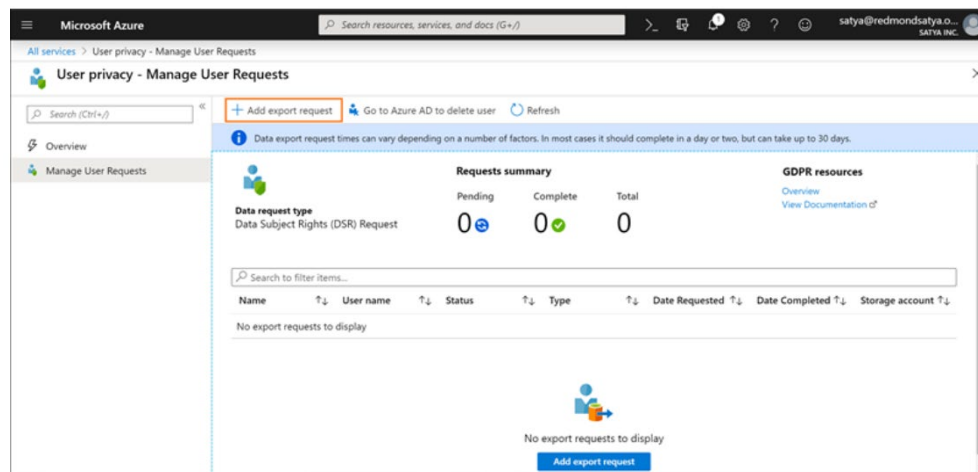 Microsoft Azure
Search resources, services, and docs (G+/)
satya@redmondsatya.o...
SATYA INC.
All services > User privacy - Manage User Requests
User privacy - Manage User Requests
Search (Ctrl+/)
Overview
Manage User Requests
Add export request
Go to Azure AD to delete user
Refresh
Data export request times can vary depending on a number of factors. In most cases it should complete in a day or two, but can take up to 30 days.
Data request type
Data Subject Rights (DSR) Request
Requests summary
Pending Complete Total
0 0 0
GDPR resources
Overview
View Documentation
Search to filter items...
Name User name Status Type Date Requested Date Completed Storage account
No export requests to display
No export requests to display
Add export request